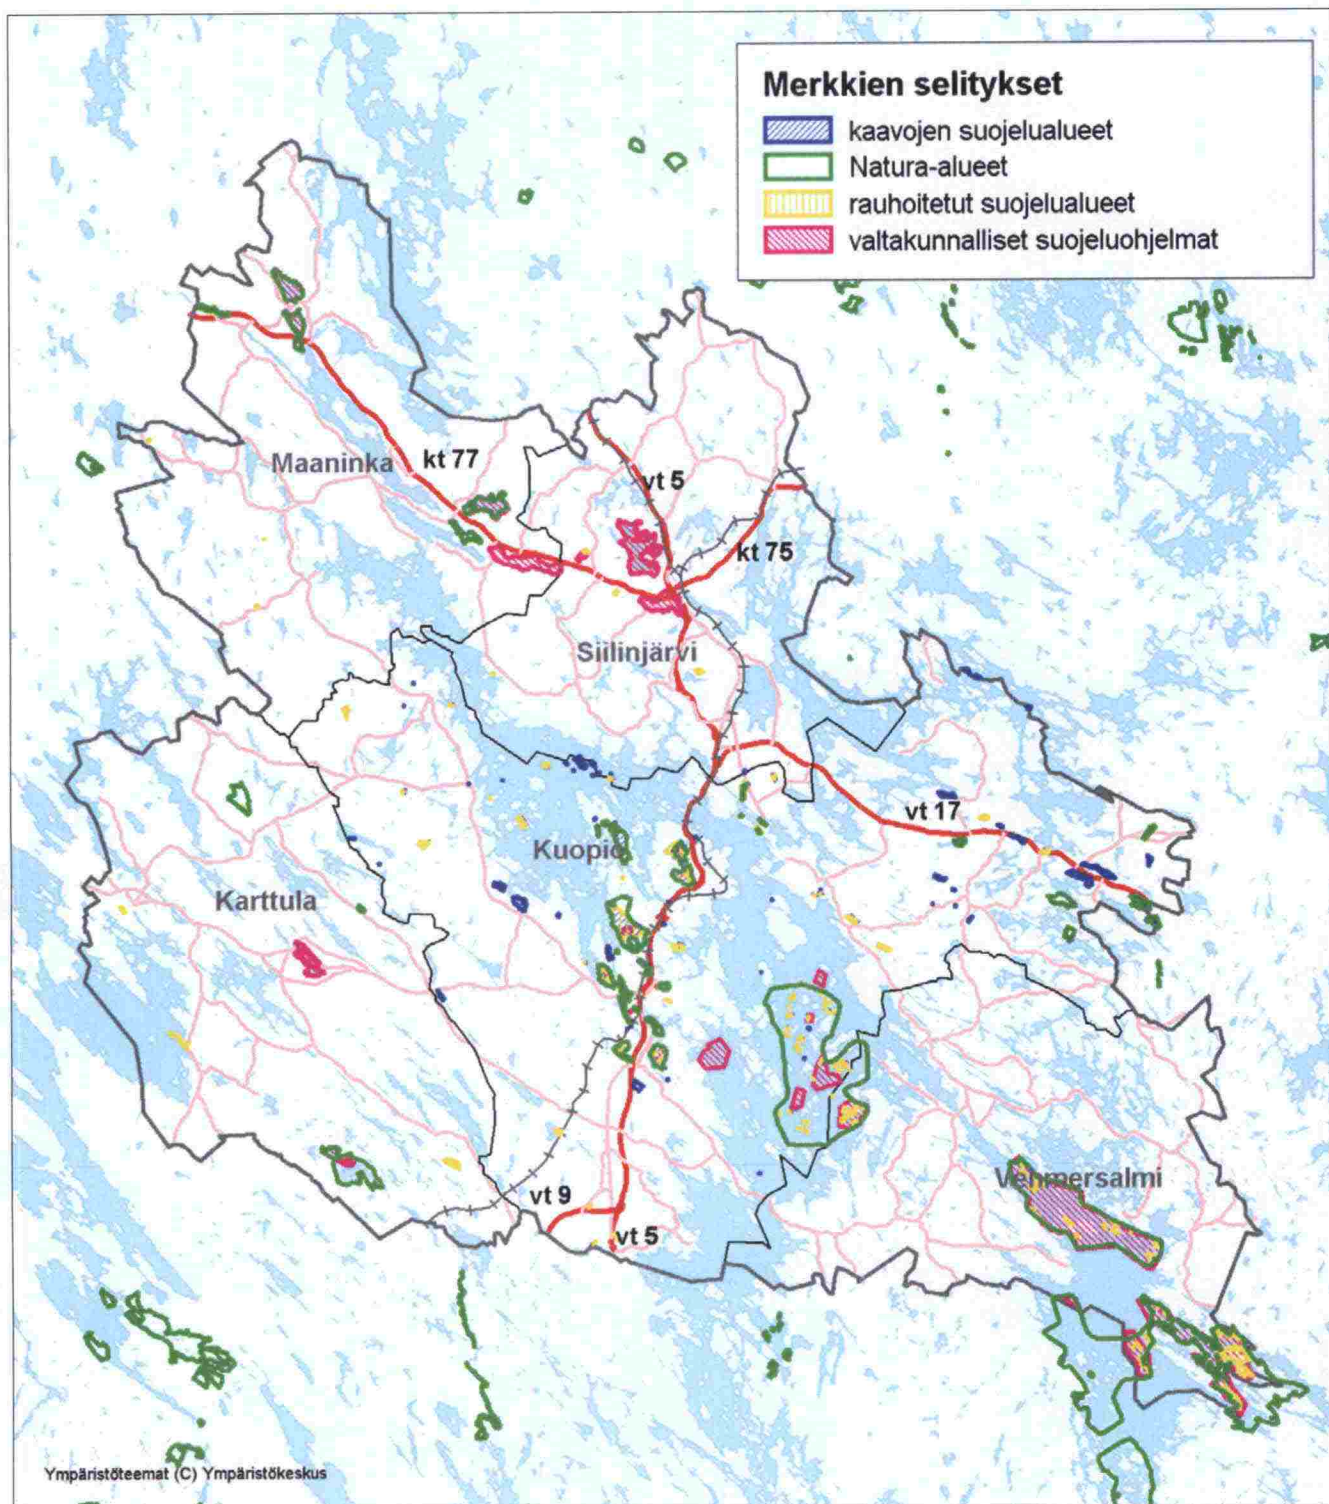 Merkkien selitykset
kaavojen suojelualueet
Natura-alueet
rauhoitetut suojelualueet
valtakunnalliset suojeluohjelmat
Maaninka
kt 77
vt 5
kt 75
Siilinjärvi
vt 17
Kuopio
Karttula
Vehmersalmi
vt 9
vt 5
Ympäristöteemat (C) Ympäristökeskus